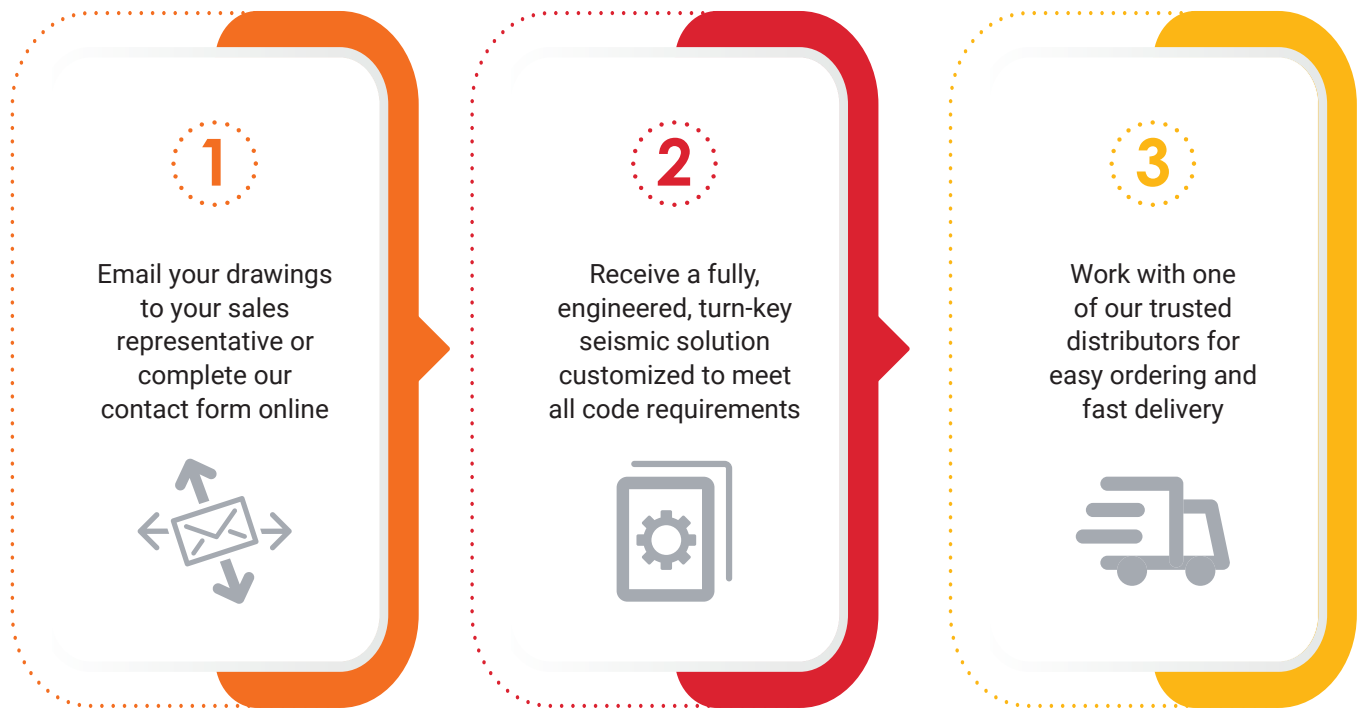 1
Email your drawings
to your sales
representative or
complete our
contact form online
2
Receive a fully,
engineered, turn-key
seismic solution
customized to meet
all code requirements
3
Work with one
of our trusted
distributors for
easy ordering and
fast delivery